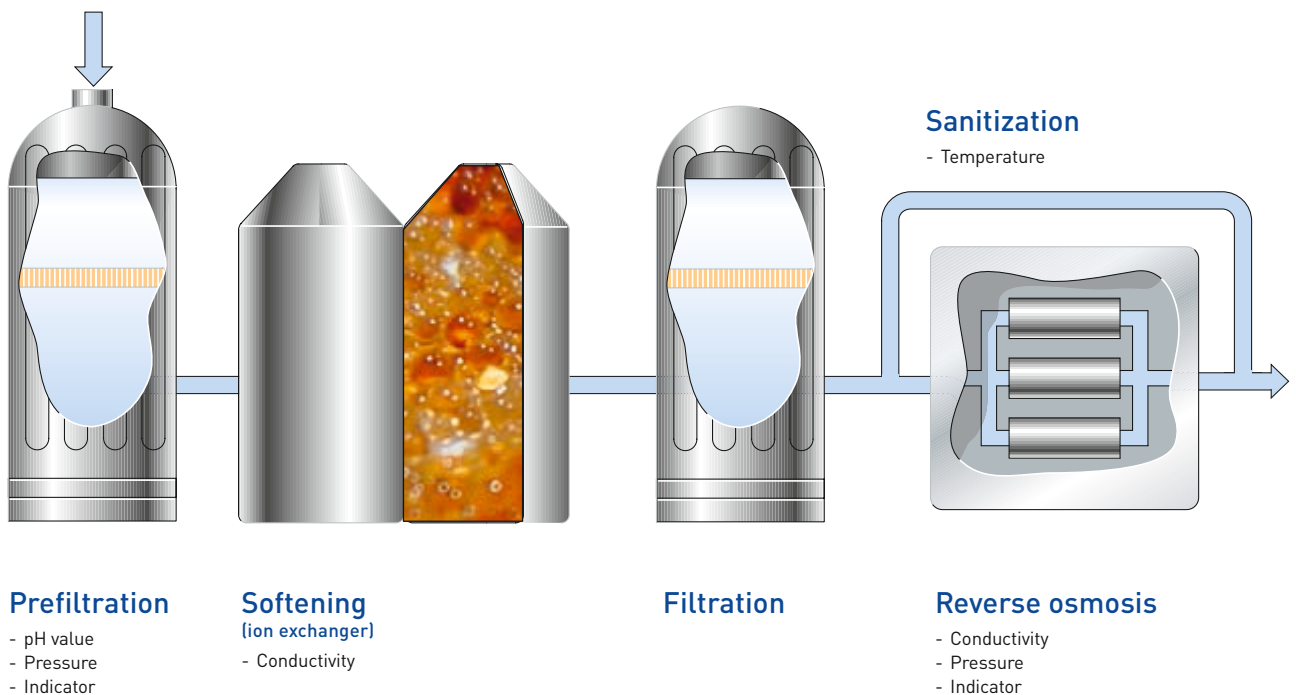 Sanitization
- Temperature
Prefiltration
- pH value
- Pressure
- Indicator
Softening
(ion exchanger)
- Conductivity
Filtration
Reverse osmosis
- Conductivity
- Pressure
- Indicator